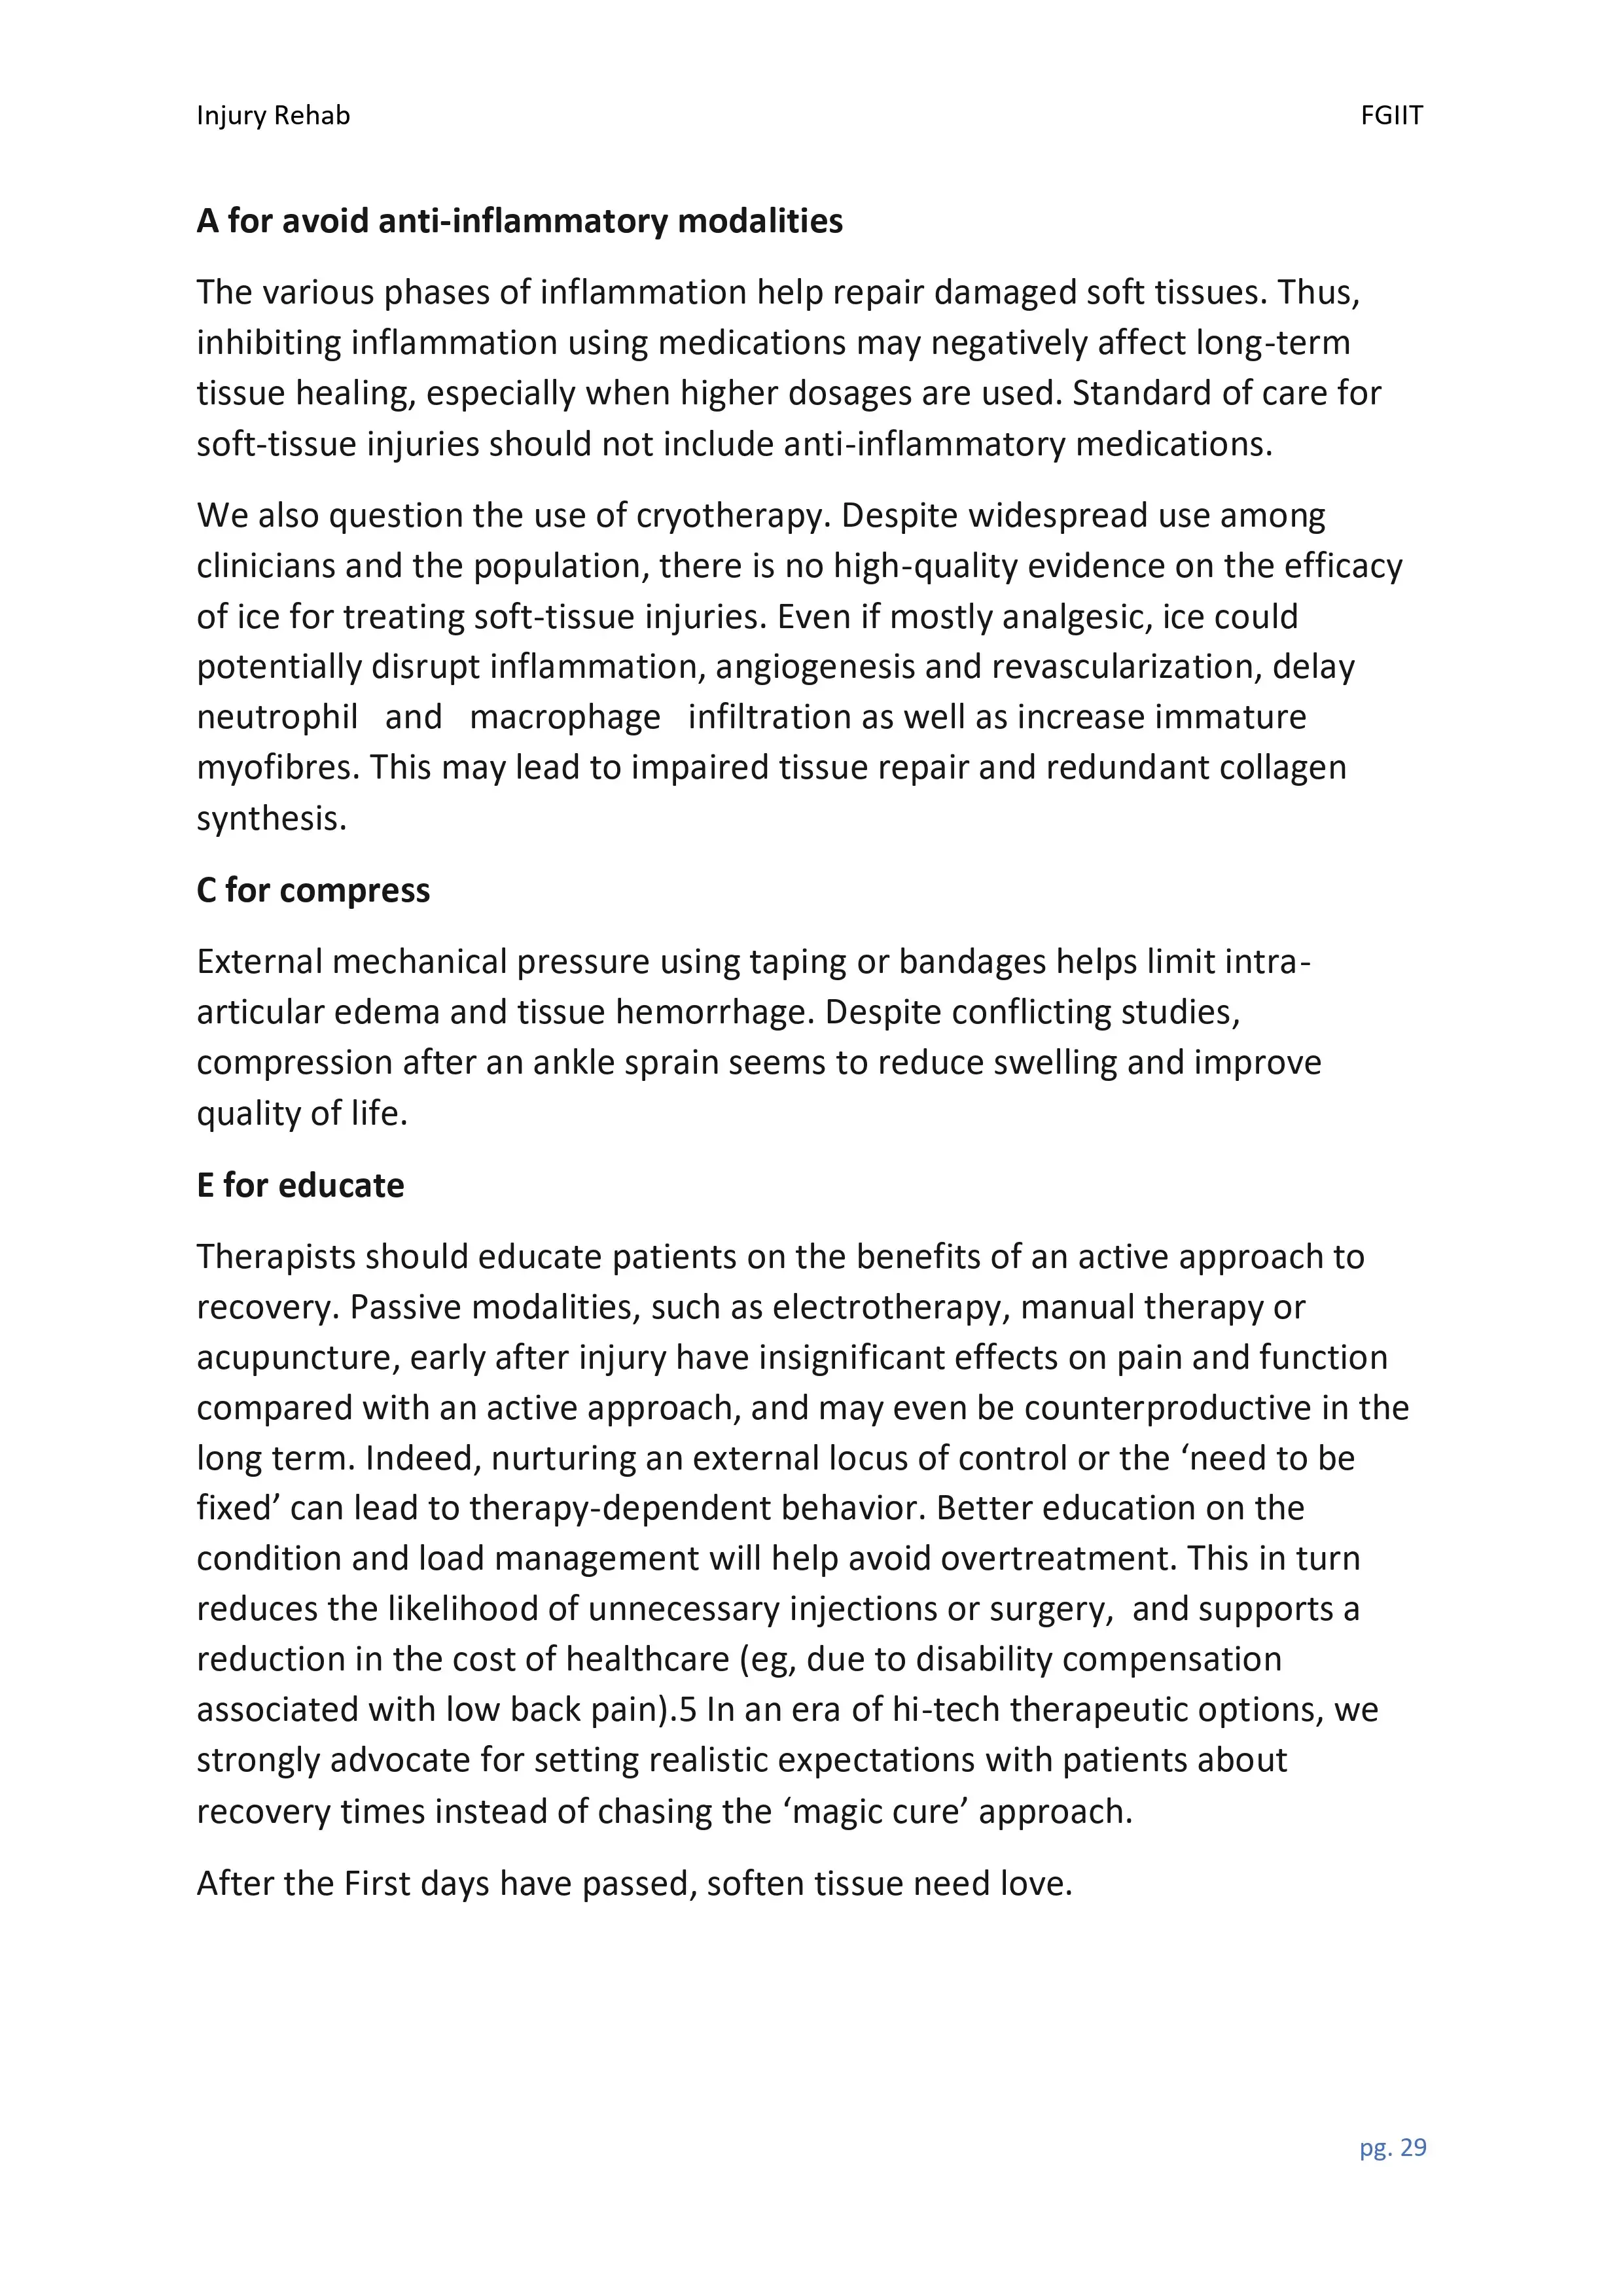 Injury Rehab FGIIT
A for avoid anti-inflammatory modalities
The various phases of inflammation help repair damaged soft tissues. Thus,
inhibiting inflammation using medications may negatively affect long-term
tissue healing, especially when higher dosages are used. Standard of care for
soft-tissue injuries should not include anti-inflammatory medications.
We also question the use of cryotherapy. Despite widespread use among
clinicians and the population, there is no high-quality evidence on the efficacy
of ice for treating soft-tissue injuries. Even if mostly analgesic, ice could
potentially disrupt inflammation, angiogenesis and revascularization, delay
neutrophil and macrophage infiltration as well as increase immature
myofibres. This may lead to impaired tissue repair and redundant collagen
synthesis.
C for compress
External mechanical pressure using taping or bandages helps limit intra-
articular edema and tissue hemorrhage. Despite conflicting studies,
compression after an ankle sprain seems to reduce swelling and improve
quality of life.
E for educate
Therapists should educate patients on the benefits of an active approach to
recovery. Passive modalities, such as electrotherapy, manual therapy or
acupuncture, early after injury have insignificant effects on pain and function
compared with an active approach, and may even be counterproductive in the
long term. Indeed, nurturing an external locus of control or the ‘need to be
fixed’ can lead to therapy-dependent behavior. Better education on the
condition and load management will help avoid overtreatment. This in turn
reduces the likelihood of unnecessary injections or surgery, and supports a
reduction in the cost of healthcare (eg, due to disability compensation
associated with low back pain).5 In an era of hi-tech therapeutic options, we
strongly advocate for setting realistic expectations with patients about
recovery times instead of chasing the ‘magic cure’ approach.
After the First days have passed, soften tissue need love.
pg. 29